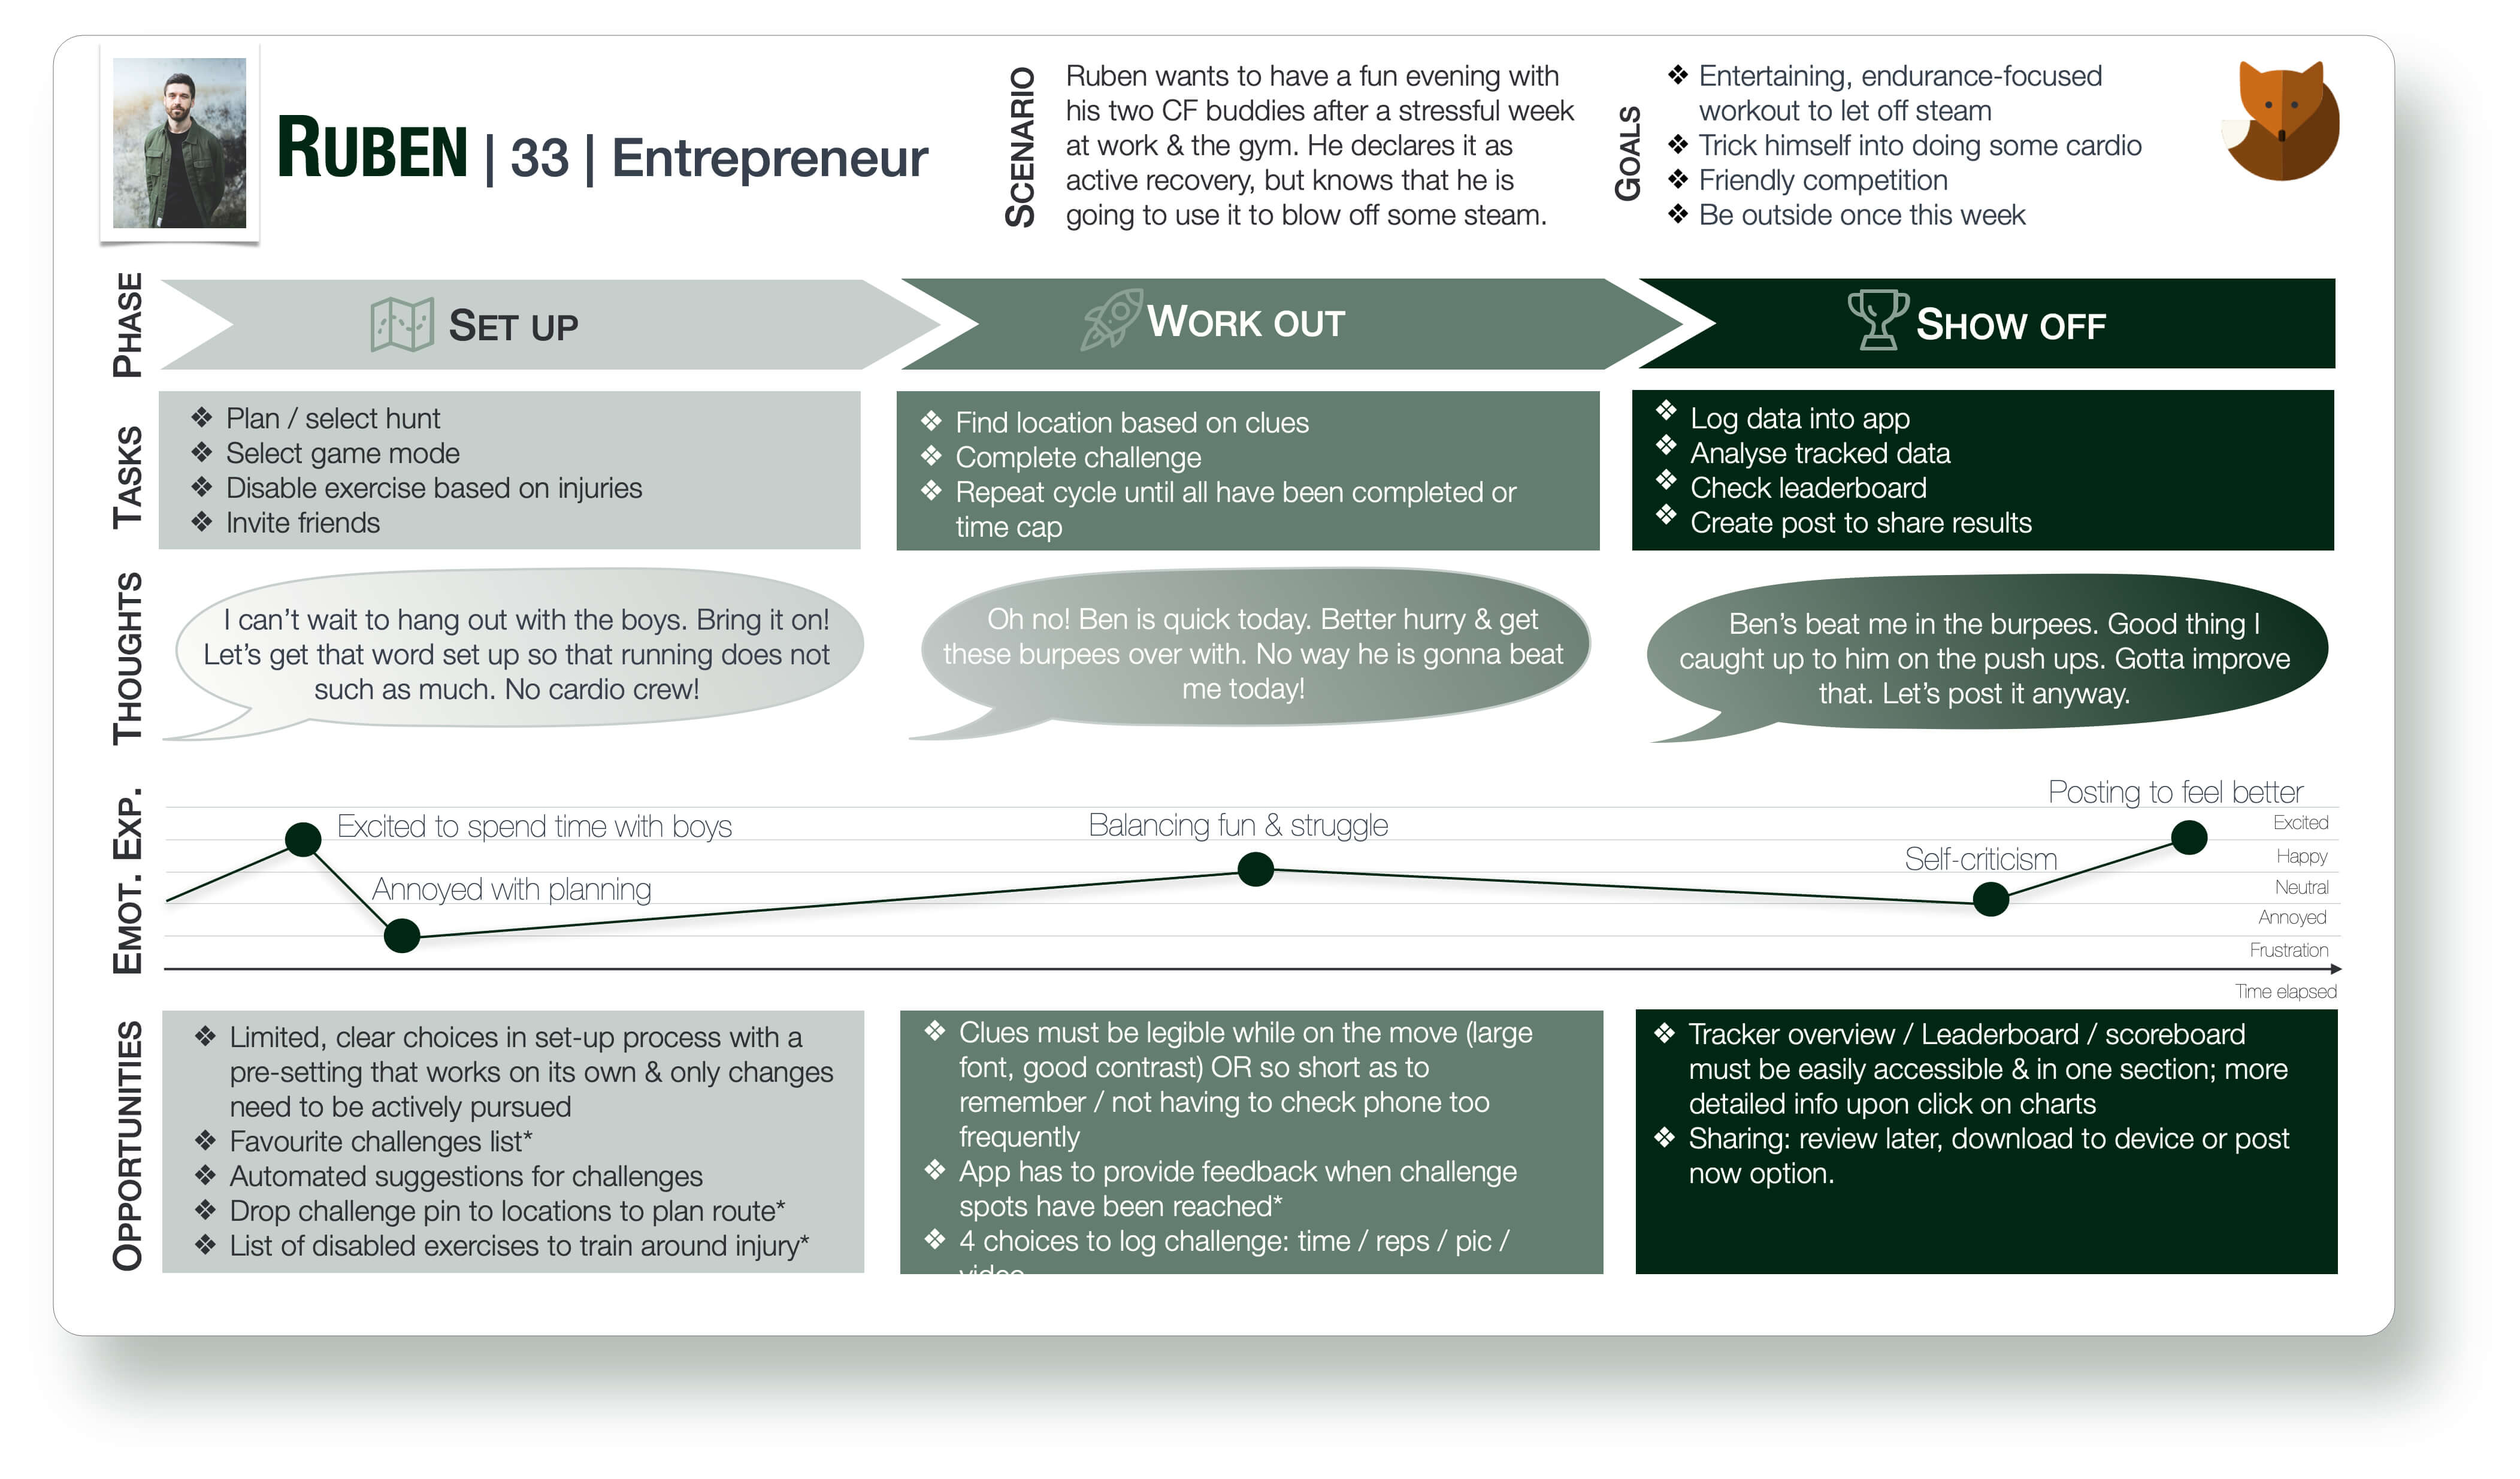 RUBEN | 33 | Entrepreneur
SCENARIO
Ruben wants to have a fun evening with
his two CF buddies after a stressful week
at work & the gym. He declares it as
active recovery, but knows that he is
going to use it to blow off some steam.
GOALS
❖ Entertaining, endurance-focused
workout to let off steam
❖ Trick himself into doing some cardio
❖ Friendly competition
❖ Be outside once this week
PHASE
SET UP
WORK OUT
SHOW OFF
TASKS
❖ Plan / select hunt
❖ Select game mode
❖ Disable exercise based on injuries
❖ Invite friends
❖ Find location based on clues
❖ Complete challenge
❖ Repeat cycle until all have been completed or
time cap
❖ Log data into app
❖ Analyse tracked data
❖ Check leaderboard
❖ Create post to share results
THOUGHTS
I can't wait to hang out with the boys. Bring it on!
Let's get that word set up so that running does not
such as much. No cardio crew!
Oh no! Ben is quick today. Better hurry & get
these burpees over with. No way he is gonna beat
me today!
Ben's beat me in the burpees. Good thing I
caught up to him on the push ups. Gotta improve
that. Let's post it anyway.
EMOT. EXP.
Excited to spend time with boys
Annoyed with planning
Balancing fun & struggle
Self-criticism
Posting to feel better
Excited
Happy
Neutral
Annoyed
Frustration
Time elapsed
OPPORTUNITIES
❖ Limited, clear choices in set-up process with a
pre-setting that works on its own & only changes
need to be actively pursued
❖ Favourite challenges list*
❖ Automated suggestions for challenges
❖ Drop challenge pin to locations to plan route*
❖ List of disabled exercises to train around injury*
❖ Clues must be legible while on the move (large
font, good contrast) OR so short as to
remember / not having to check phone too
frequently
❖ App has to provide feedback when challenge
spots have been reached*
❖ 4 choices to log challenge: time / reps / pic /
video
❖ Tracker overview / Leaderboard / scoreboard
must be easily accessible & in one section; more
detailed info upon click on charts
❖ Sharing: review later, download to device or post
now option.